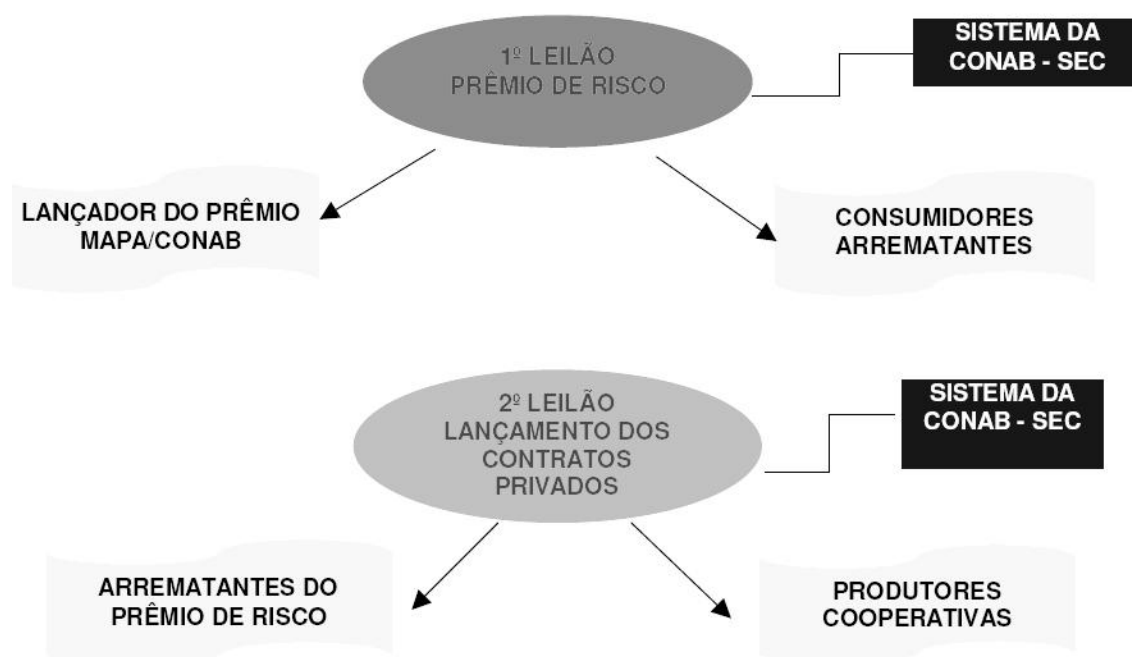 1º LEILÃO
PRÊMIO DE RISCO
SISTEMA DA
CONAB - SEC
LANÇADOR DO PRÊMIO
MAPA/CONAB
CONSUMIDORES
ARREMATANTES
2º LEILÃO
LANÇAMENTO DOS
CONTRATOS
PRIVADOS
SISTEMA DA
CONAB - SEC
ARREMATANTES DO
PRÊMIO DE RISCO
PRODUTORES
COOPERATIVAS